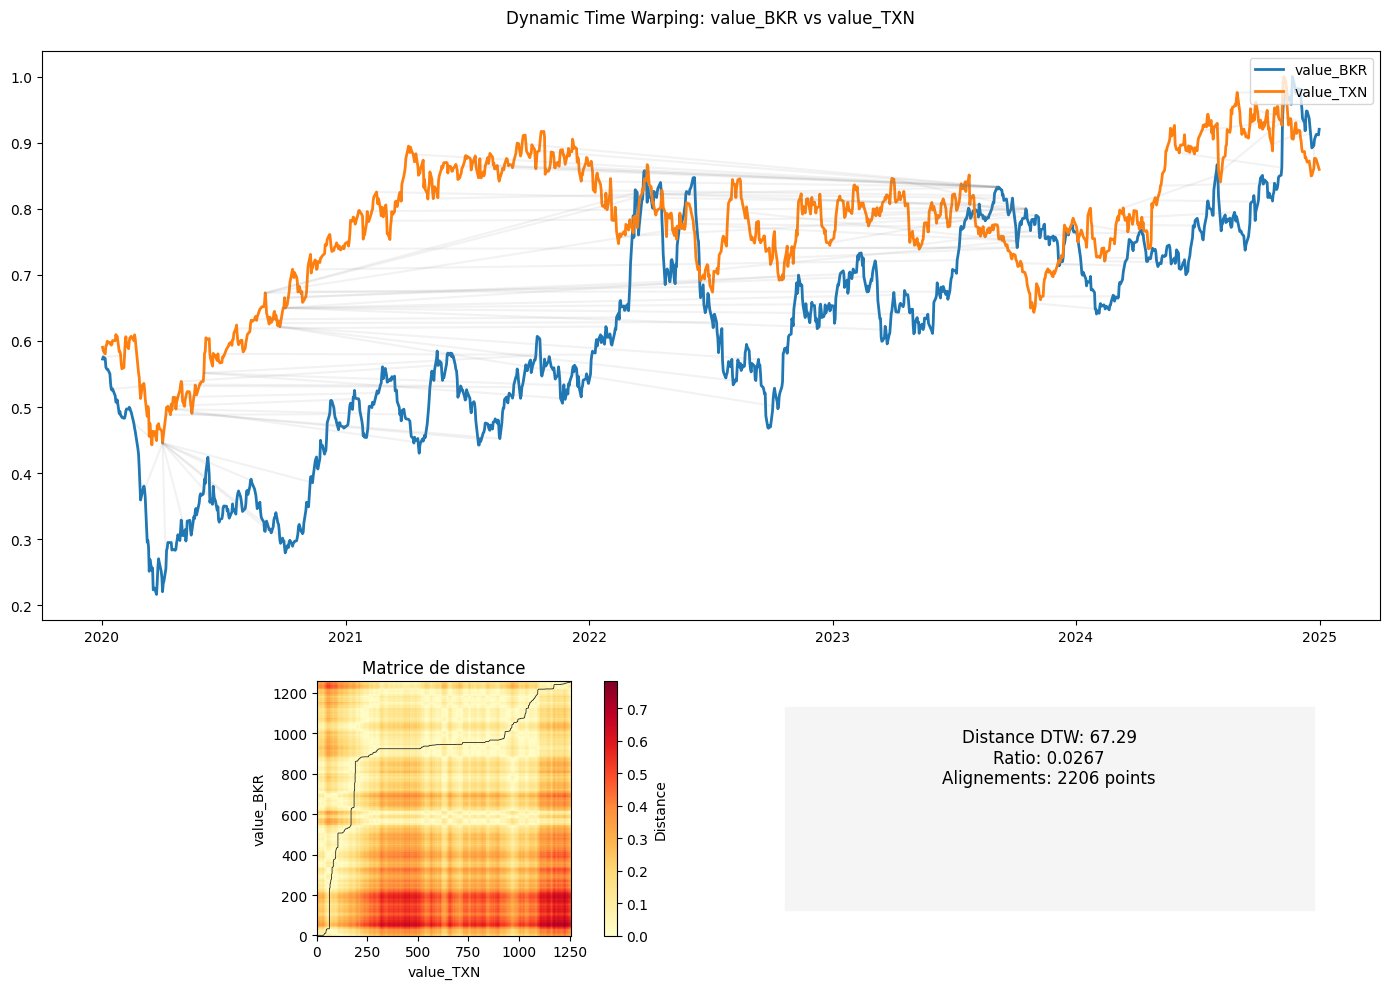 Dynamic Time Warping: value_BKR vs value_TXN
value_BKR
value_TXN
1.0
0.9
0.8
0.7
0.6
0.5
0.4
0.3
0.2
2020 2021 2022 2023 2024 2025
Matrice de distance
value_BKR
1200
1000
800
600
400
200
0
0 250 500 750 1000 1250
value_TXN
0.7
0.6
0.5
0.4
0.3
0.2
0.1
0.0
Distance
Distance DTW: 67.29
Ratio: 0.0267
Alignements: 2206 points